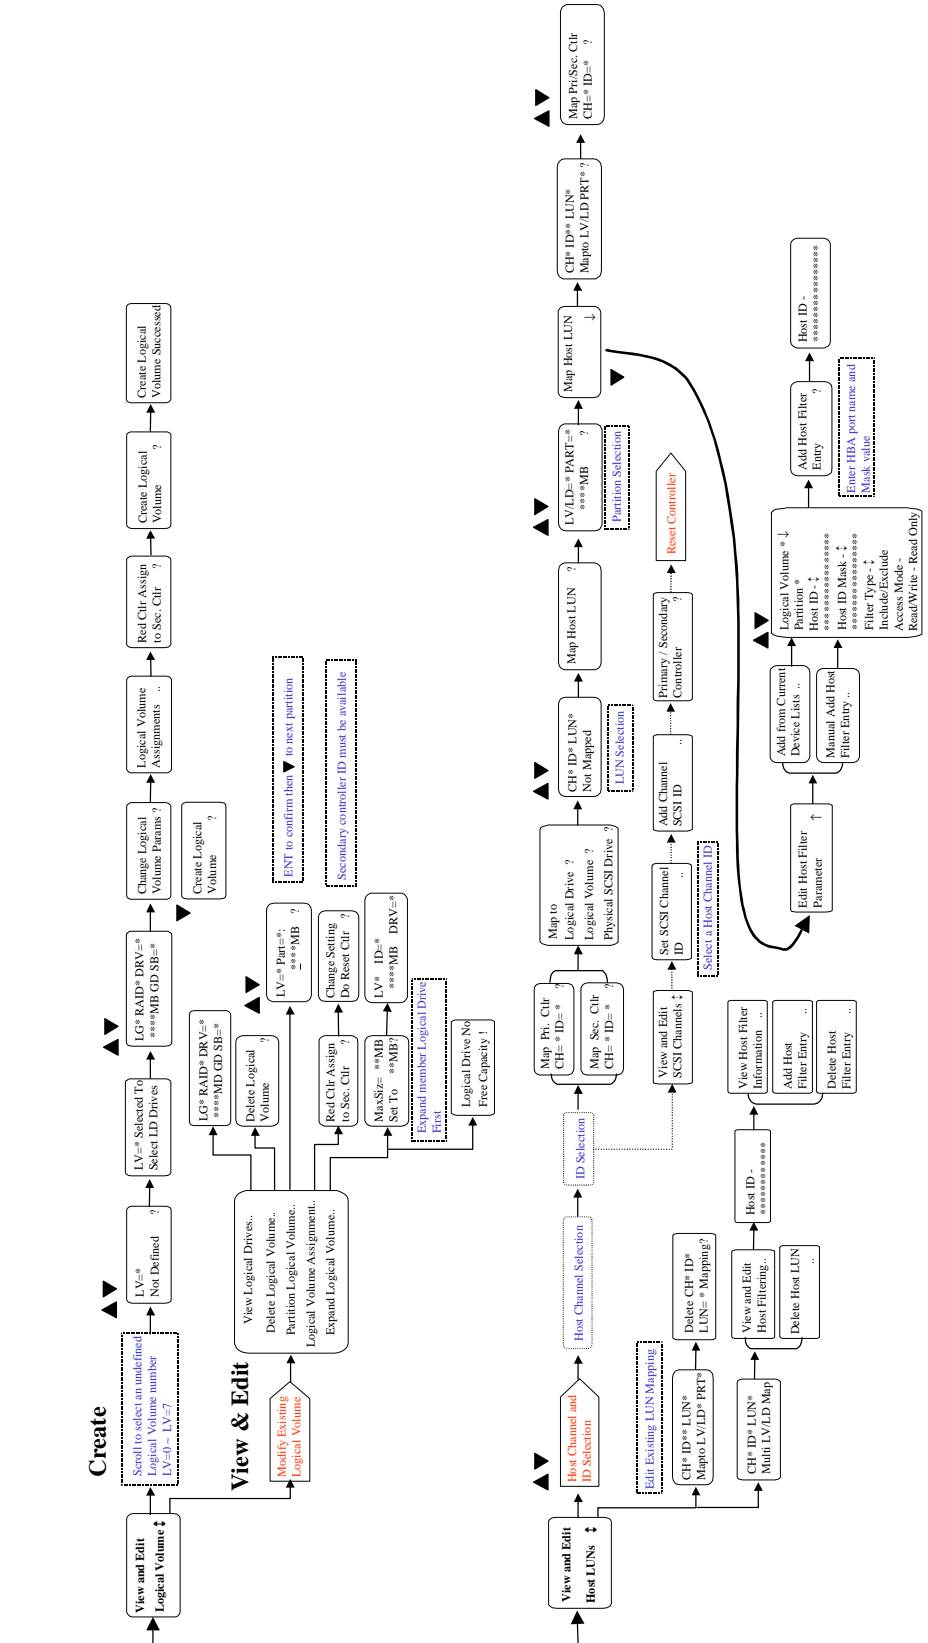 Create
View and Edit
Logical Volume ↕
Scroll to select an undefined
Logical Volume number
LV=0 ~ LV=7
LV=*
Not Defined ?
LV=* Selected To
Select LD Drives
LG* RAID* DRV=*
****MB GD SB=*
Change Logical
Volume Params ?
Create Logical
Volume ?
Logical Volume
Assignments ..
Red Ctlr Assign
to Sec. Ctlr ?
Create Logical
Volume ?
Create Logical
Volume Successed
View & Edit
Modify Existing
Logical Volume
View Logical Drives..
Delete Logical Volume..
Partition Logical Volume..
Logical Volume Assignment..
Expand Logical Volume..
LG* RAID* DRV=*
****MD GD SB=*
Delete Logical
Volume ?
LV=* Part=*:
****MB ?
ENT to confirm then ▼ to next partition
Red Ctlr Assign
to Sec. Ctlr ?
Change Setting
Do Reset Ctlr ?
Secondary controller ID must be available
MaxSiz= **MB
Set To **MB?
LV* ID=*
****MB DRV=*
Expand member Logical Drive
First
Logical Drive No
Free Capacity !
View and Edit
Host LUNs ↕
Host Channel and
ID Selection
Host Channel Selection
ID Selection
Map Pri. Ctlr
CH= * ID= * ?
Map Sec. Ctlr
CH= * ID= * ?
Map to
Logical Drive ?
Logical Volume ?
Physical SCSI Drive ?
CH* ID* LUN*
Not Mapped
LUN Selection
Map Host LUN ?
LV/LD=* PART=*
****MB ?
Partition Selection
Map Host LUN
↓
CH* ID** LUN*
Mapto LV/LD PRT* ?
Map Pri/Sec. Ctlr
CH=* ID=* ?
View and Edit
SCSI Channels ↕
Set SCSI Channel
ID ..
Select a Host Channel ID
Add Channel
SCSI ID ..
Primary / Secondary
Controller ?
Reset Controller
Edit Existing LUN Mapping
CH* ID** LUN*
Mapto LV/LD* PRT*
Delete CH* ID*
LUN= * Mapping?
CH* ID* LUN*
Multi LV/LD Map
View and Edit
Host Filtering..
Delete Host LUN
..
Host ID -
************
View Host Filter
Information ..
Add Host
Filter Entry ..
Delete Host
Filter Entry ..
Edit Host Filter
Parameter ↑
Add from Current
Device Lists ..
Manual Add Host
Filter Entry ..
Logical Volume * ↓
Partition *
Host ID - ↕
*****************
Host ID Mask - ↕
*****************
Filter Type - ↕
Include/Exclude
Access Mode -
Read/Write - Read Only
Add Host Filter
Entry ?
Enter HBA port name and
Mask value
Host ID -
*****************